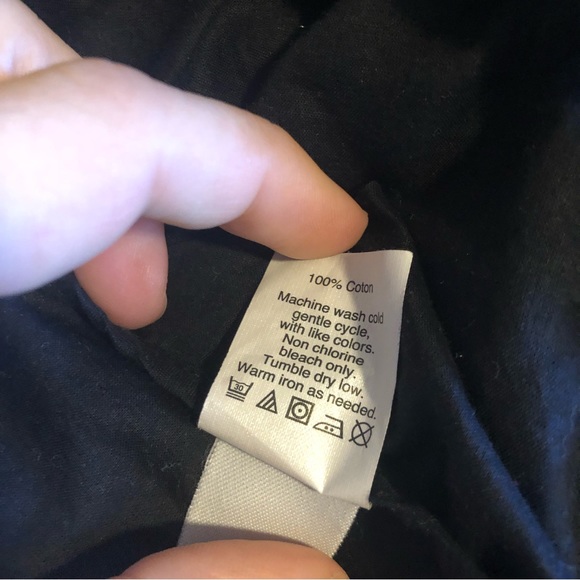 100% Coton
Machine wash cold
gentle cycle,
with like colors.
Non chlorine
bleach only.
Tumble dry low.
Warm iron as needed.
30